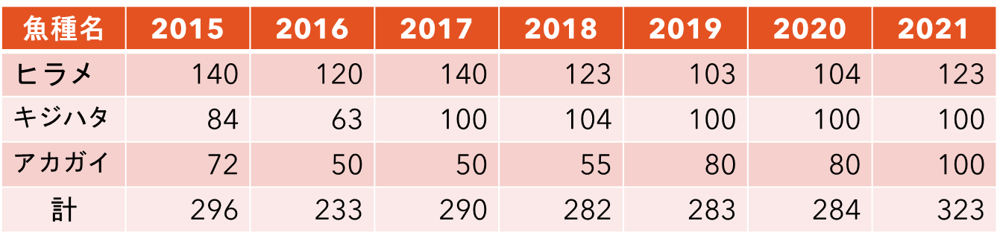 魚種名 2015 2016 2017 2018 2019 2020 2021
ヒラメ 140 120 140 123 103 104 123
キジハタ 84 63 100 104 100 100 100
アカガイ 72 50 50 55 80 80 100
計 296 233 290 282 283 284 323